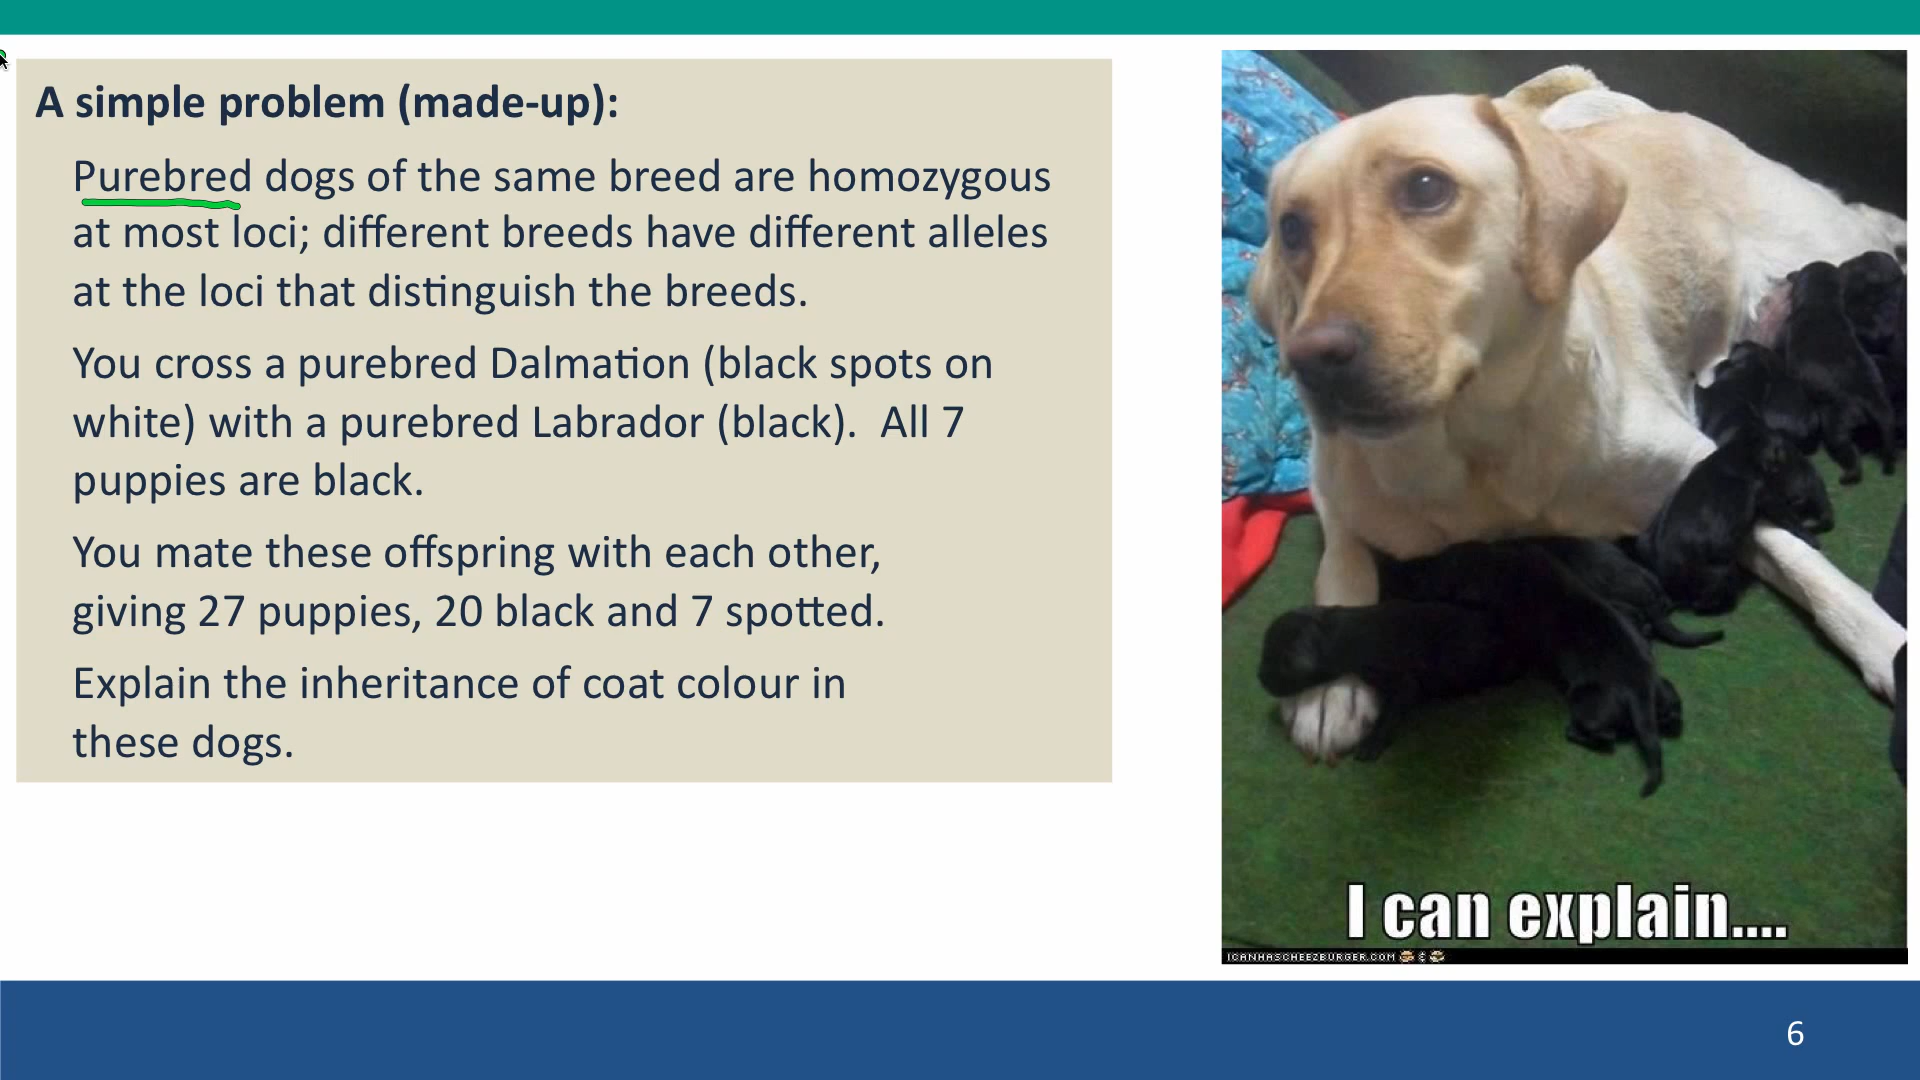 A simple problem (made-up):
Purebred dogs of the same breed are homozygous
at most loci; different breeds have different alleles
at the loci that distinguish the breeds.
You cross a purebred Dalmation (black spots on
white) with a purebred Labrador (black).  All 7
puppies are black.
You mate these offspring with each other,
giving 27 puppies, 20 black and 7 spotted.
Explain the inheritance of coat colour in
these dogs.
I can explain....
ICANHASCHEEZBURGER.COM
6